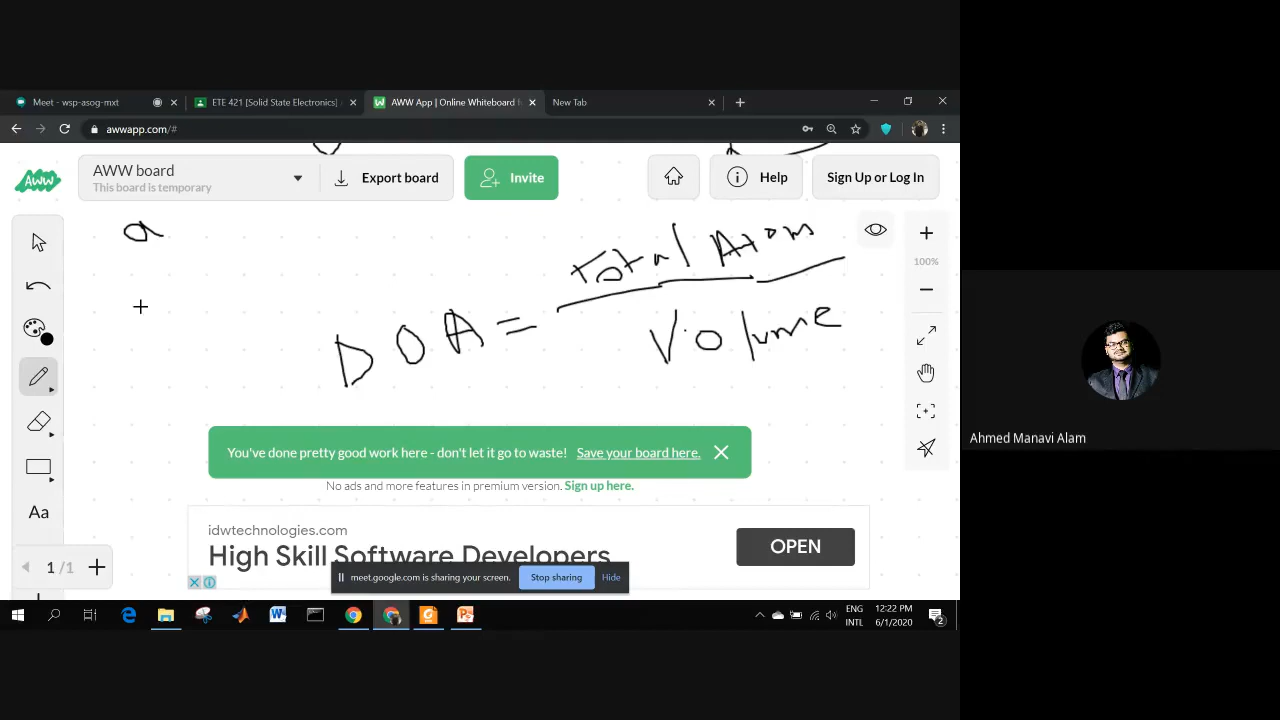 Meet - wsp-asog-mxt
ETE 421 [Solid State Electronics]
AWW App | Online Whiteboard
New Tab
awwapp.com/#
AWW
AWW board
This board is temporary
Export board
Invite
Help
Sign Up or Log In
a
DOA = Total Atom
Volume
100%
Aa
Ahmed Manavi Alam
You've done pretty good work here - don't let it go to waste! Save your board here.
No ads and more features in premium version. Sign up here.
idwtechnologies.com
High Skill Software Developers
OPEN
1 /1
meet.google.com is sharing your screen. Stop sharing Hide
ENG 12:22 PM
INTL 6/1/2020
2